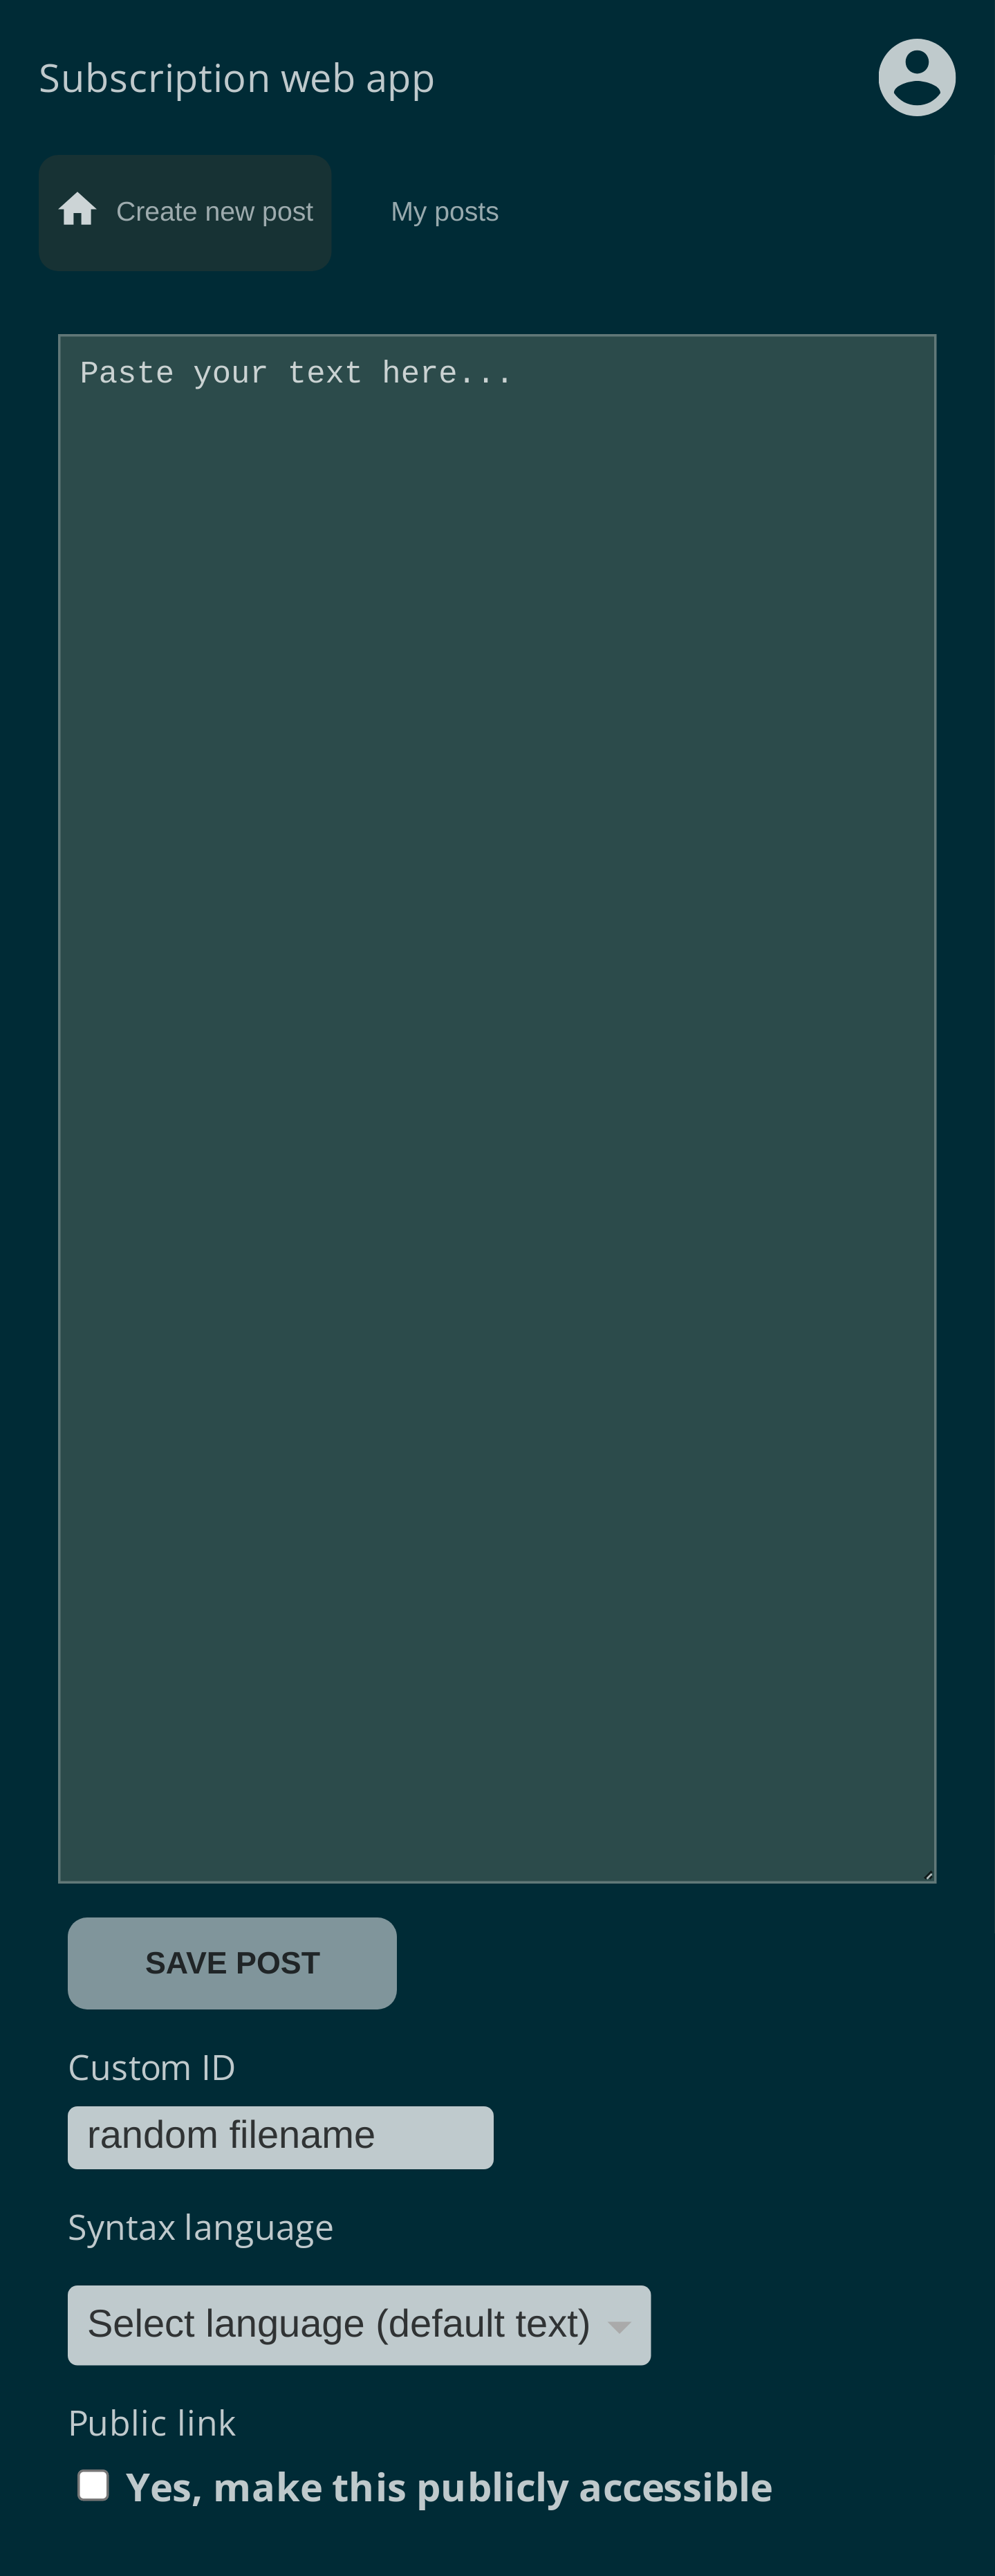 Subscription web app
Create new post
My posts
Paste your text here...
SAVE POST
Custom ID
random filename
Syntax language
Select language (default text)
Public link
Yes, make this publicly accessible